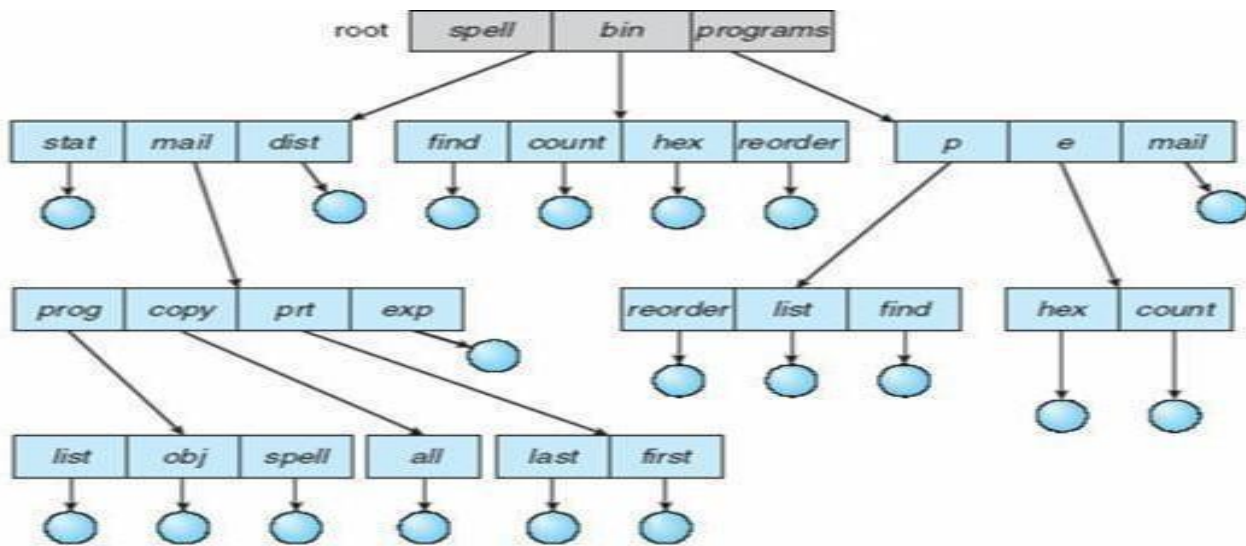 root spell bin programs
stat mail dist find count hex reorder p e mail
prog copy prt exp reorder list find hex count
list obj spell all last first